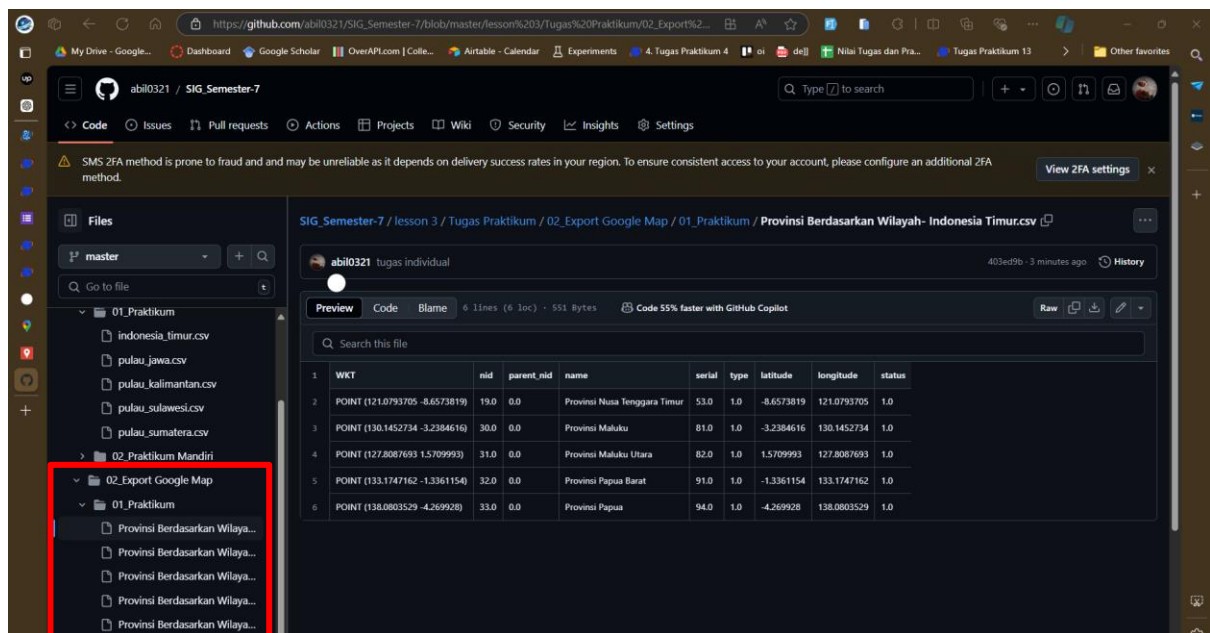 https://github.com/abil0321/SIG_Semester-7/blob/master/lesson%203/Tugas%20Praktikum/02_Export%2...
My Drive - Google... Dashboard Google Scholar OverAPI.com | Colle... Airtable - Calendar Experiments 4. Tugas Praktikum 4 oi de]] Nilai Tugas dan Pra... Tugas Praktikum 13 Other favorites
abil0321 / SIG_Semester-7 Type / to search
Code Issues Pull requests Actions Projects Wiki Security Insights Settings
SMS 2FA method is prone to fraud and and may be unreliable as it depends on delivery success rates in your region. To ensure consistent access to your account, please configure an additional 2FA
method.
View 2FA settings
Files
master
Go to file t
01_Praktikum
indonesia_timur.csv
pulau_jawa.csv
pulau_kalimantan.csv
pulau_sulawesi.csv
pulau_sumatera.csv
02_Praktikum Mandiri
02_Export Google Map
01_Praktikum
Provinsi Berdasarkan Wilaya...
Provinsi Berdasarkan Wilaya...
Provinsi Berdasarkan Wilaya...
Provinsi Berdasarkan Wilaya...
Provinsi Berdasarkan Wilaya...
SIG_Semester-7 / lesson 3 / Tugas Praktikum / 02_Export Google Map / 01_Praktikum / Provinsi Berdasarkan Wilayah- Indonesia Timur.csv
abil0321 tugas individual 403ed9b · 3 minutes ago History
Preview Code Blame 6 lines (6 loc) · 551 Bytes Code 55% faster with GitHub Copilot Raw
Search this file
1 WKT nid parent_nid name serial type latitude longitude status
2 POINT (121.0793705 -8.6573819) 19.0 0.0 Provinsi Nusa Tenggara Timur 53.0 1.0 -8.6573819 121.0793705 1.0
3 POINT (130.1452734 -3.2384616) 30.0 0.0 Provinsi Maluku 81.0 1.0 -3.2384616 130.1452734 1.0
4 POINT (127.8087693 1.5709993) 31.0 0.0 Provinsi Maluku Utara 82.0 1.0 1.5709993 127.8087693 1.0
5 POINT (133.1747162 -1.3361154) 32.0 0.0 Provinsi Papua Barat 91.0 1.0 -1.3361154 133.1747162 1.0
6 POINT (138.0803529 -4.269928) 33.0 0.0 Provinsi Papua 94.0 1.0 -4.269928 138.0803529 1.0